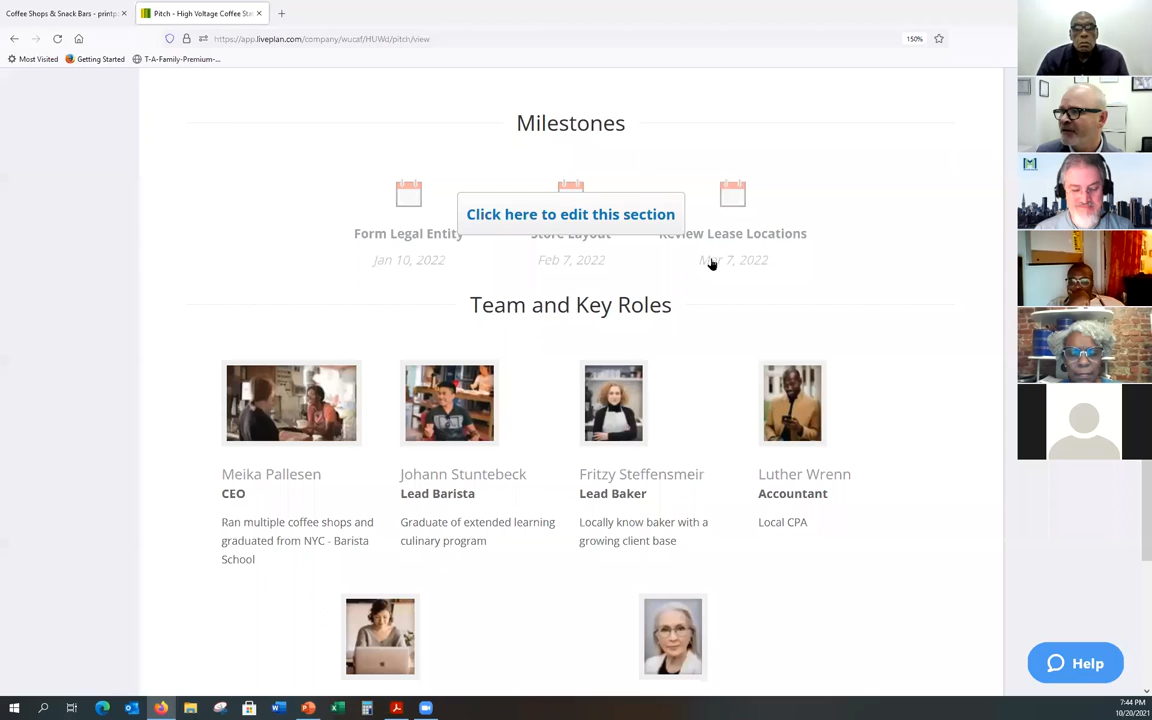 Coffee Shops & Snack Bars - printp
Pitch - High Voltage Coffee Sta
https://app.liveplan.com/company/wucaf/HUWd/pitch/view
150%
Most Visited
Getting Started
T-A-Family-Premium-...
Milestones
Click here to edit this section
Form Legal Entity
Store Layout
Review Lease Locations
Jan 10, 2022
Feb 7, 2022
Mar 7, 2022
Team and Key Roles
Meika Pallesen
CEO
Ran multiple coffee shops and
graduated from NYC - Barista
School
Johann Stuntebeck
Lead Barista
Graduate of extended learning
culinary program
Fritzy Steffensmeir
Lead Baker
Locally know baker with a
growing client base
Luther Wrenn
Accountant
Local CPA
Help
7:44 PM
10/20/2021